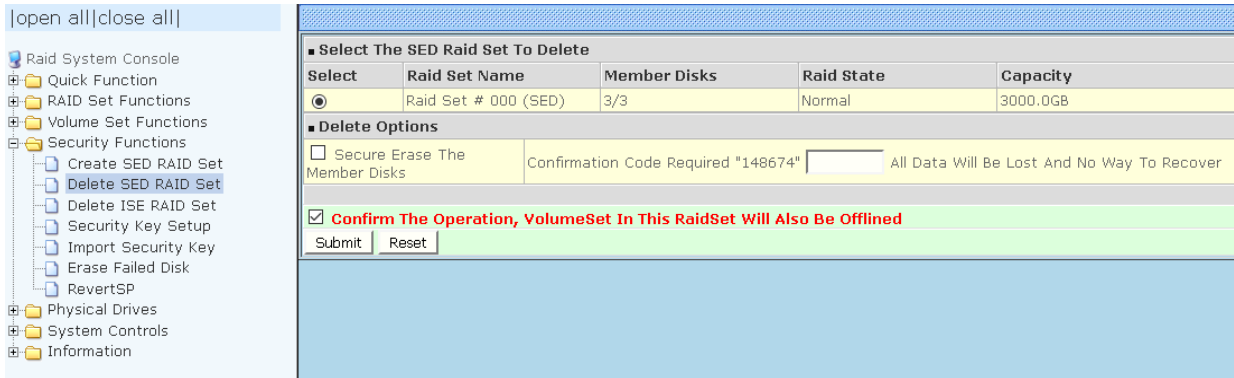 |open all|close all|
Raid System Console
Quick Function
RAID Set Functions
Volume Set Functions
Security Functions
Create SED RAID Set
Delete SED RAID Set
Delete ISE RAID Set
Security Key Setup
Import Security Key
Erase Failed Disk
RevertSP
Physical Drives
System Controls
Information
Select The SED Raid Set To Delete
Select Raid Set Name Member Disks Raid State Capacity
Raid Set # 000 (SED) 3/3 Normal 3000.0GB
Delete Options
Secure Erase The
Member Disks
Confirmation Code Required "148674" All Data Will Be Lost And No Way To Recover
Confirm The Operation, VolumeSet In This RaidSet Will Also Be Offlined
Submit Reset